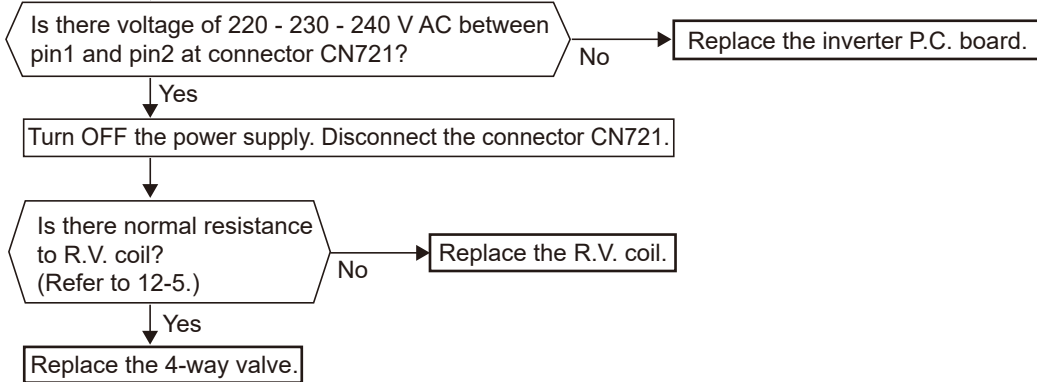 Is there voltage of 220 - 230 - 240 V AC between
pin1 and pin2 at connector CN721?
No
Replace the inverter P.C. board.
Yes
Turn OFF the power supply. Disconnect the connector CN721.
Is there normal resistance
to R.V. coil?
(Refer to 12-5.)
No
Replace the R.V. coil.
Yes
Replace the 4-way valve.